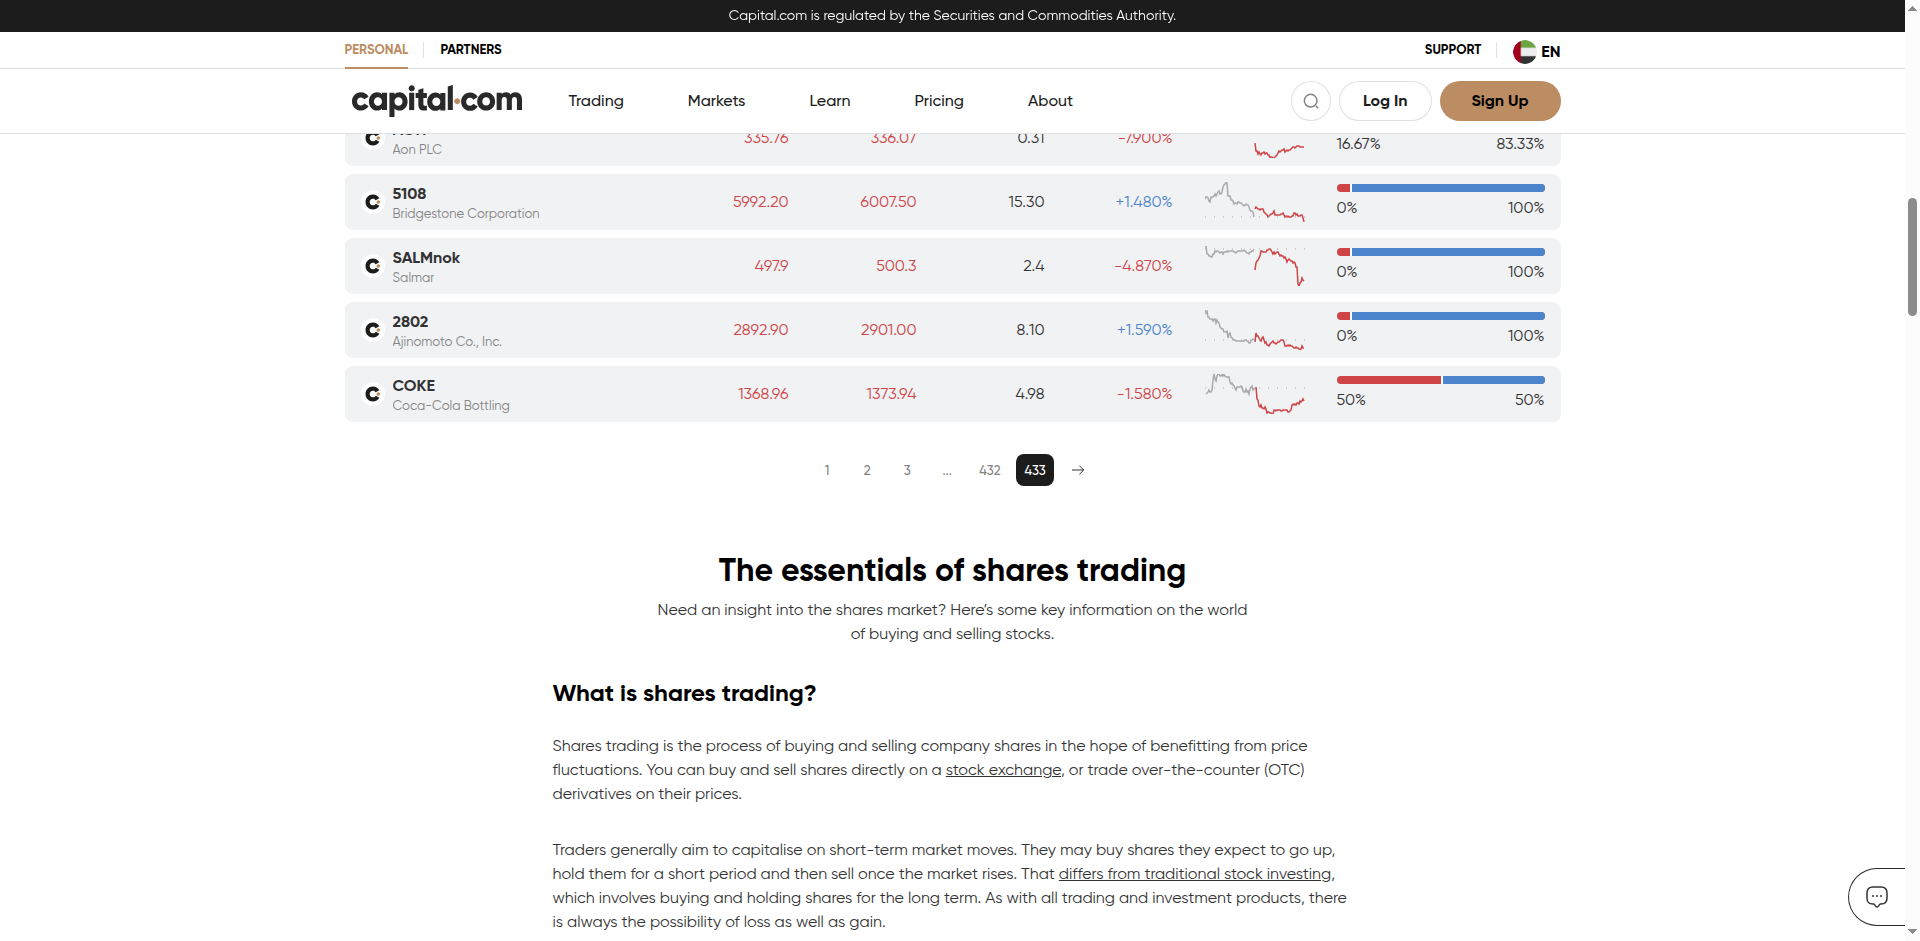 Capital.com is regulated by the Securities and Commodities Authority.
PERSONAL PARTNERS SUPPORT EN
capital.com Trading Markets Learn Pricing About Log In Sign Up
335.76 336.07 0.31 -7.900%
Aon PLC 16.67% 83.33%
5108 5992.20 6007.50 15.30 +1.480%
Bridgestone Corporation 0% 100%
SALMnok 497.9 500.3 2.4 -4.870%
Salmar 0% 100%
2802 2892.90 2901.00 8.10 +1.590%
Ajinomoto Co., Inc. 0% 100%
COKE 1368.96 1373.94 4.98 -1.580%
Coca-Cola Bottling 50% 50%
1 2 3 ... 432 433
The essentials of shares trading
Need an insight into the shares market? Here’s some key information on the world
of buying and selling stocks.
What is shares trading?
Shares trading is the process of buying and selling company shares in the hope of benefitting from price
fluctuations. You can buy and sell shares directly on a stock exchange, or trade over-the-counter (OTC)
derivatives on their prices.
Traders generally aim to capitalise on short-term market moves. They may buy shares they expect to go up,
hold them for a short period and then sell once the market rises. That differs from traditional stock investing,
which involves buying and holding shares for the long term. As with all trading and investment products, there
is always the possibility of loss as well as gain.